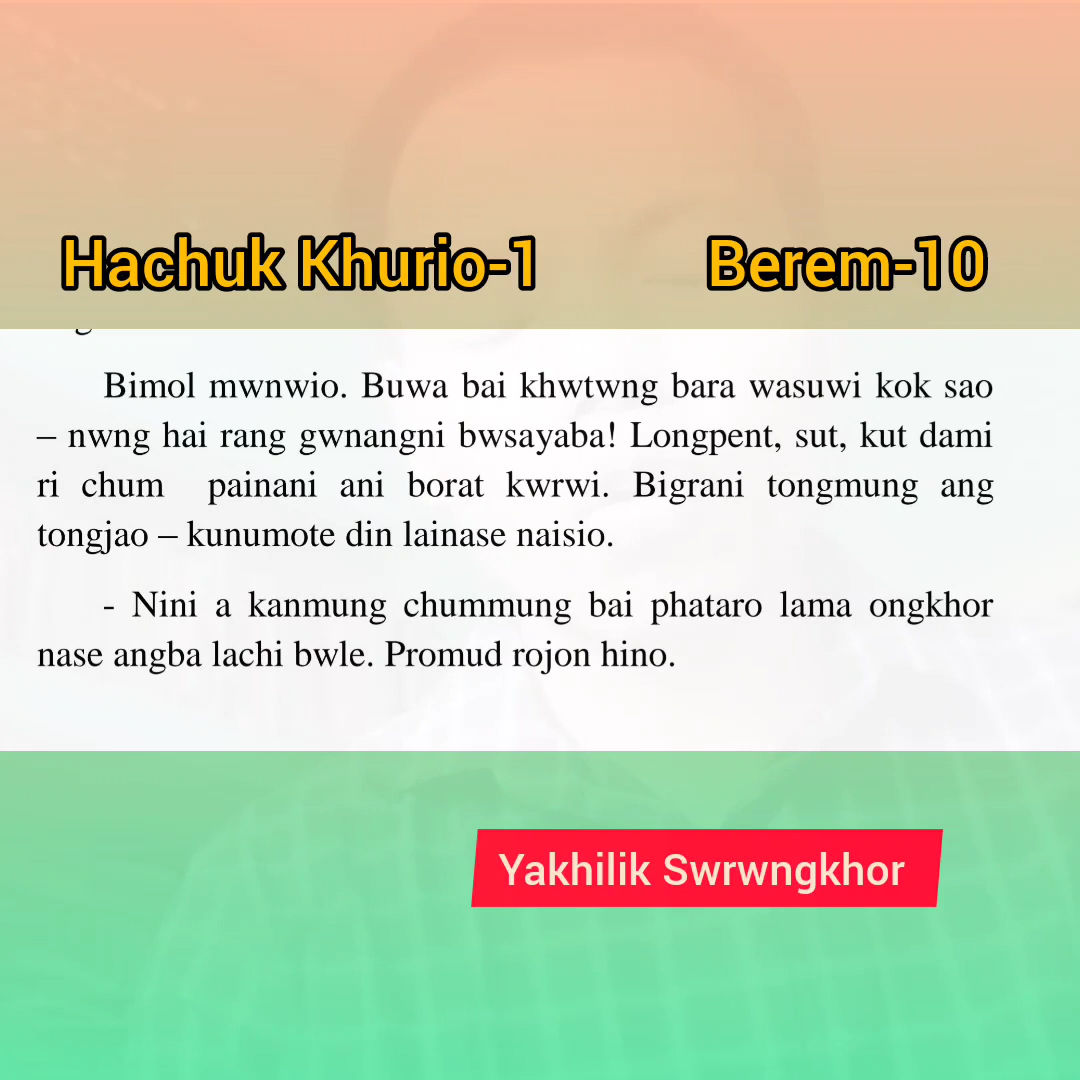 Hachuk Khurio-1 Berem-10
Bimol mwnwio. Buwa bai khwtwng bara wasuwi kok sao
– nwng hai rang gwnangni bwsayaba! Longpent, sut, kut dami
ri chum painani ani borat kwrwi. Bigrani tongmung ang
tongjao – kunumote din lainase naisio.
- Nini a kanmung chummung bai phataro lama ongkhor
nase angba lachi bwle. Promud rojon hino.
Yakhilik Swrwngkhor